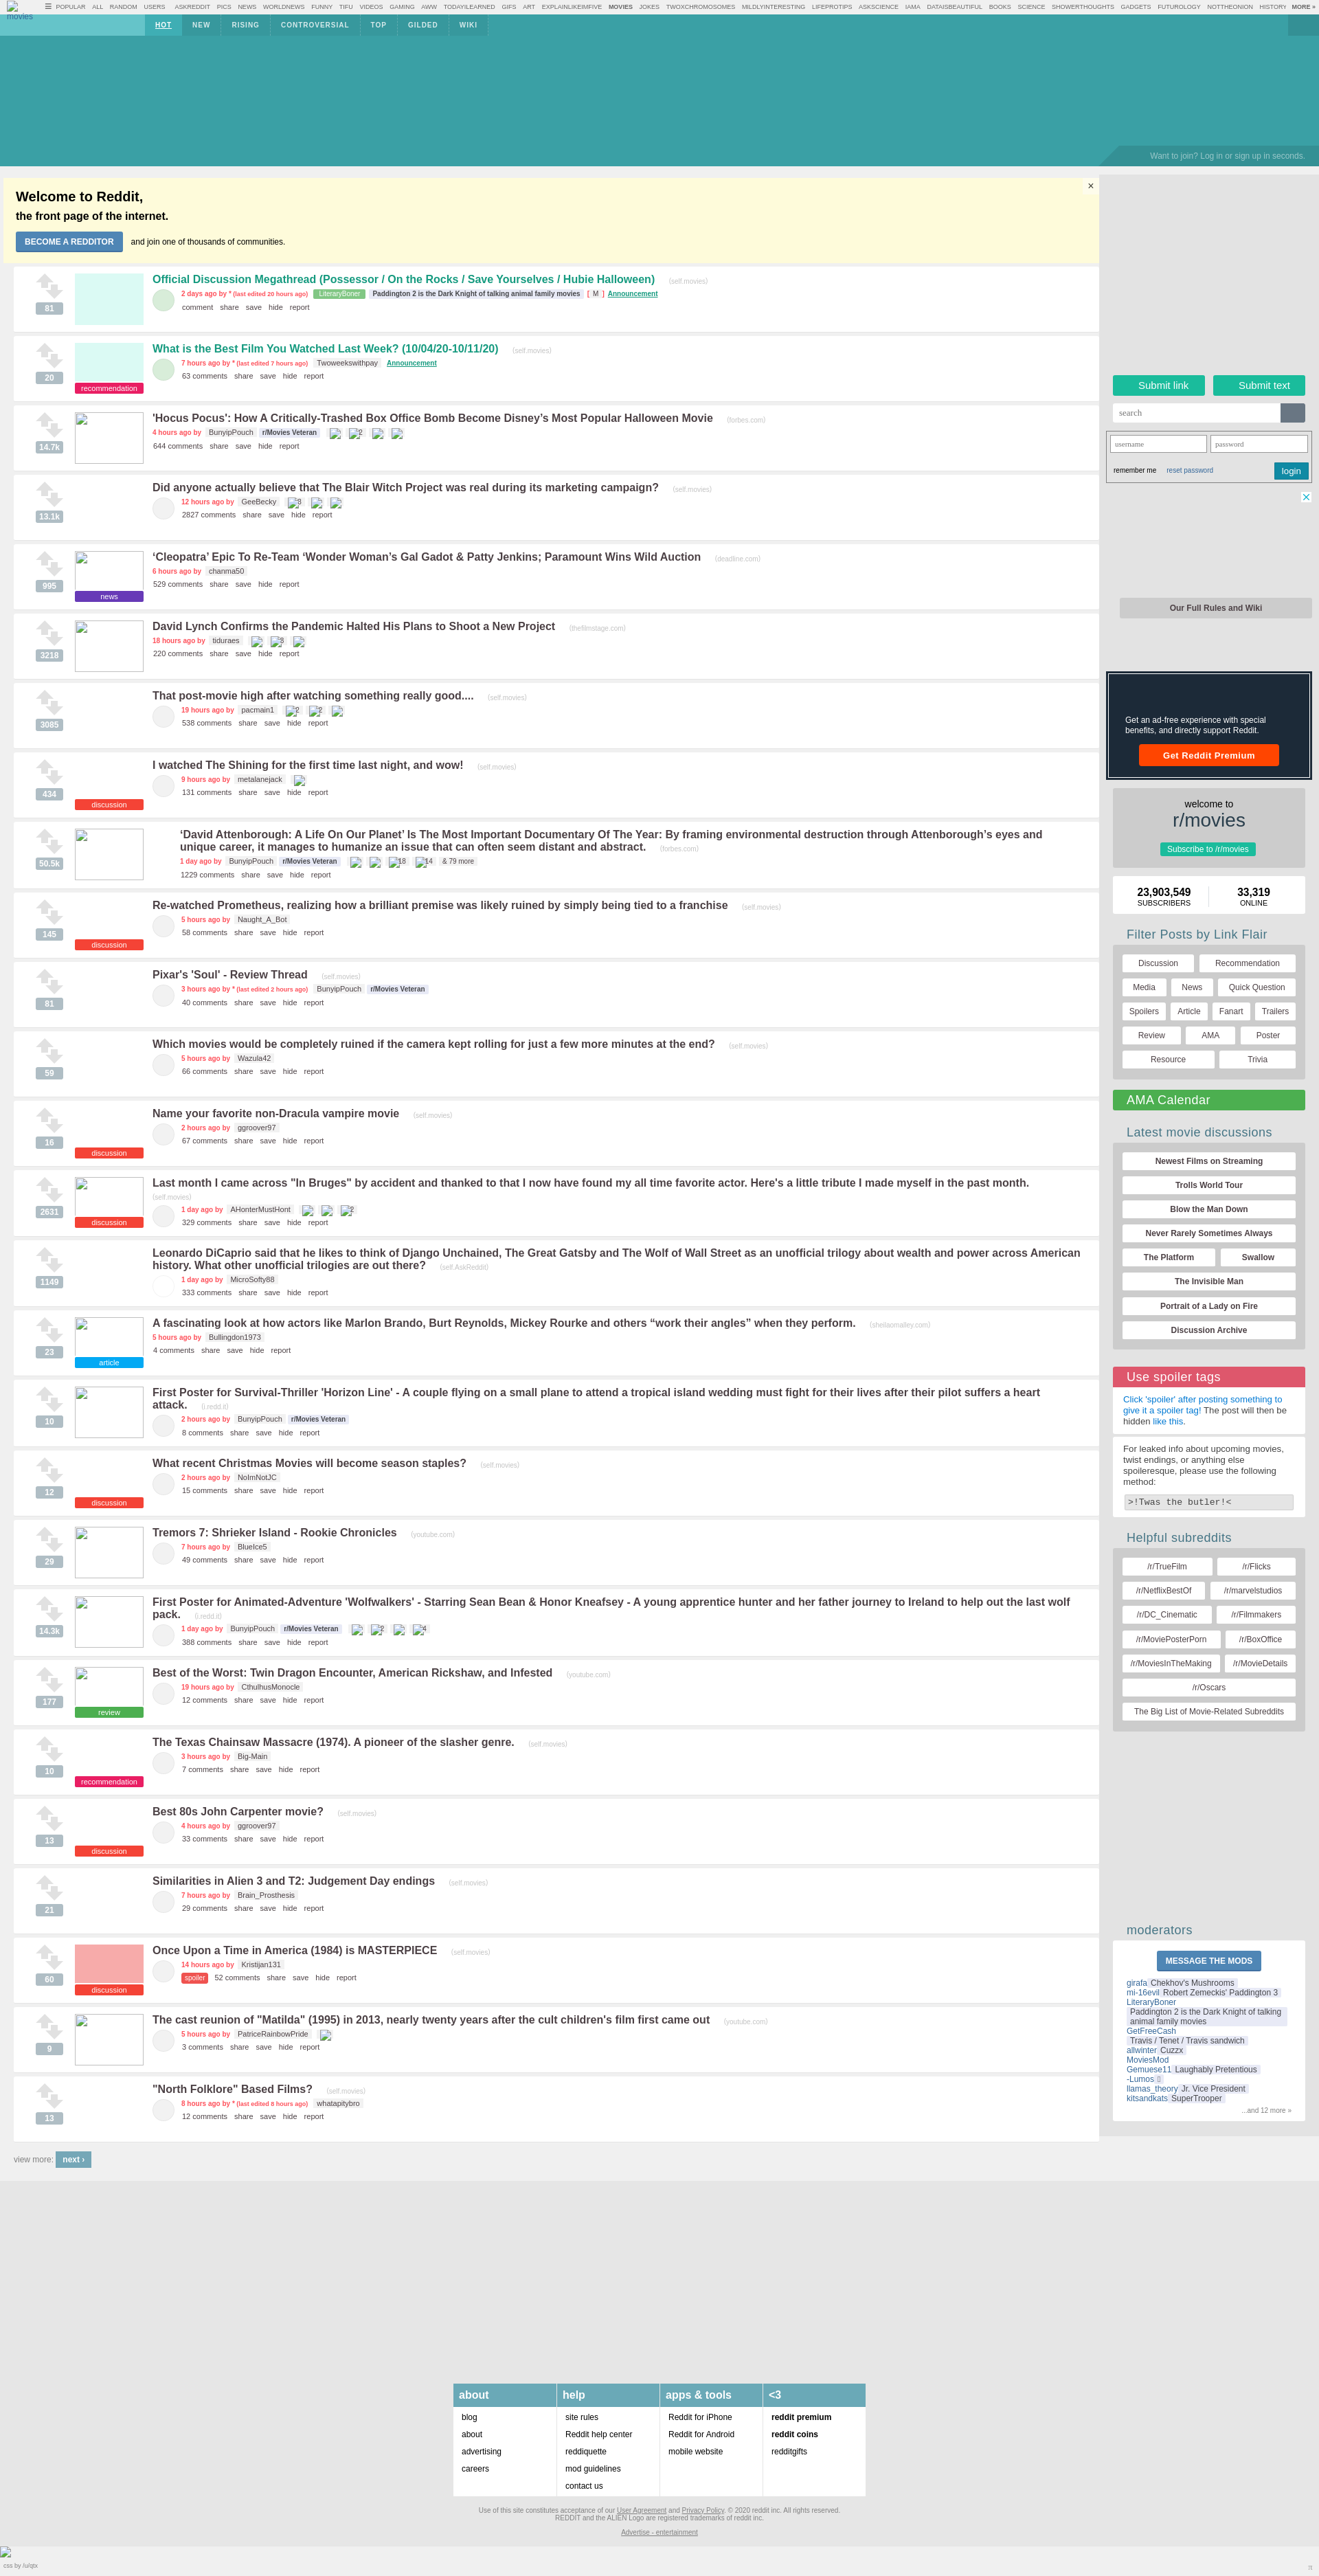 movies
☰ POPULAR ALL RANDOM USERS ASKREDDIT PICS NEWS WORLDNEWS FUNNY TIFU VIDEOS GAMING AWW TODAYILEARNED GIFS ART EXPLAINLIKEIMFIVE MOVIES JOKES TWOXCHROMOSOMES MILDLYINTERESTING LIFEPROTIPS ASKSCIENCE IAMA DATAISBEAUTIFUL BOOKS SCIENCE SHOWERTHOUGHTS GADGETS FUTUROLOGY NOTTHEONION HISTORY MORE »
HOT NEW RISING CONTROVERSIAL TOP GILDED WIKI
Want to join? Log in or sign up in seconds.
Welcome to Reddit,
the front page of the internet.
BECOME A REDDITOR and join one of thousands of communities.
×
81
Official Discussion Megathread (Possessor / On the Rocks / Save Yourselves / Hubie Halloween) (self.movies)
2 days ago by * (last edited 20 hours ago) LiteraryBoner Paddington 2 is the Dark Knight of talking animal family movies [ M ] Announcement
comment share save hide report
20
recommendation
What is the Best Film You Watched Last Week? (10/04/20-10/11/20) (self.movies)
7 hours ago by * (last edited 7 hours ago) Twoweekswithpay Announcement
63 comments share save hide report
14.7k
'Hocus Pocus': How A Critically-Trashed Box Office Bomb Become Disney's Most Popular Halloween Movie (forbes.com)
4 hours ago by BunyipPouch r/Movies Veteran 2
644 comments share save hide report
13.1k
Did anyone actually believe that The Blair Witch Project was real during its marketing campaign? (self.movies)
12 hours ago by GeeBecky 3
2827 comments share save hide report
995
news
‘Cleopatra’ Epic To Re-Team ‘Wonder Woman’s Gal Gadot & Patty Jenkins; Paramount Wins Wild Auction (deadline.com)
6 hours ago by chanma50
529 comments share save hide report
3218
David Lynch Confirms the Pandemic Halted His Plans to Shoot a New Project (thefilmstage.com)
18 hours ago by tiduraes 3
220 comments share save hide report
3085
That post-movie high after watching something really good.... (self.movies)
19 hours ago by pacmain1 2 2
538 comments share save hide report
434
discussion
I watched The Shining for the first time last night, and wow! (self.movies)
9 hours ago by metalanejack
131 comments share save hide report
50.5k
‘David Attenborough: A Life On Our Planet’ Is The Most Important Documentary Of The Year: By framing environmental destruction through Attenborough’s eyes and
unique career, it manages to humanize an issue that can often seem distant and abstract. (forbes.com)
1 day ago by BunyipPouch r/Movies Veteran 18 14 & 79 more
1229 comments share save hide report
145
discussion
Re-watched Prometheus, realizing how a brilliant premise was likely ruined by simply being tied to a franchise (self.movies)
5 hours ago by Naught_A_Bot
58 comments share save hide report
81
Pixar's 'Soul' - Review Thread (self.movies)
3 hours ago by * (last edited 2 hours ago) BunyipPouch r/Movies Veteran
40 comments share save hide report
59
Which movies would be completely ruined if the camera kept rolling for just a few more minutes at the end? (self.movies)
5 hours ago by Wazula42
66 comments share save hide report
16
discussion
Name your favorite non-Dracula vampire movie (self.movies)
2 hours ago by ggroover97
67 comments share save hide report
2631
discussion
Last month I came across "In Bruges" by accident and thanked to that I now have found my all time favorite actor. Here's a little tribute I made myself in the past month.
(self.movies)
1 day ago by AHonterMustHont 2
329 comments share save hide report
1149
Leonardo DiCaprio said that he likes to think of Django Unchained, The Great Gatsby and The Wolf of Wall Street as an unofficial trilogy about wealth and power across American
history. What other unofficial trilogies are out there? (self.AskReddit)
1 day ago by MicroSofty88
333 comments share save hide report
23
article
A fascinating look at how actors like Marlon Brando, Burt Reynolds, Mickey Rourke and others “work their angles” when they perform. (sheilaomalley.com)
5 hours ago by Bullingdon1973
4 comments share save hide report
10
First Poster for Survival-Thriller 'Horizon Line' - A couple flying on a small plane to attend a tropical island wedding must fight for their lives after their pilot suffers a heart
attack. (i.redd.it)
2 hours ago by BunyipPouch r/Movies Veteran
8 comments share save hide report
12
discussion
What recent Christmas Movies will become season staples? (self.movies)
2 hours ago by NoImNotJC
15 comments share save hide report
29
Tremors 7: Shrieker Island - Rookie Chronicles (youtube.com)
7 hours ago by BlueIce5
49 comments share save hide report
14.3k
First Poster for Animated-Adventure 'Wolfwalkers' - Starring Sean Bean & Honor Kneafsey - A young apprentice hunter and her father journey to Ireland to help out the last wolf
pack. (i.redd.it)
1 day ago by BunyipPouch r/Movies Veteran 2 4
388 comments share save hide report
177
review
Best of the Worst: Twin Dragon Encounter, American Rickshaw, and Infested (youtube.com)
19 hours ago by CthulhusMonocle
12 comments share save hide report
10
recommendation
The Texas Chainsaw Massacre (1974). A pioneer of the slasher genre. (self.movies)
3 hours ago by Big-Main
7 comments share save hide report
13
discussion
Best 80s John Carpenter movie? (self.movies)
4 hours ago by ggroover97
33 comments share save hide report
21
Similarities in Alien 3 and T2: Judgement Day endings (self.movies)
7 hours ago by Brain_Prosthesis
29 comments share save hide report
60
discussion
Once Upon a Time in America (1984) is MASTERPIECE (self.movies)
14 hours ago by Kristijan131
spoiler 52 comments share save hide report
9
The cast reunion of "Matilda" (1995) in 2013, nearly twenty years after the cult children's film first came out (youtube.com)
5 hours ago by PatriceRainbowPride
3 comments share save hide report
13
"North Folklore" Based Films? (self.movies)
8 hours ago by * (last edited 8 hours ago) whatapitybro
12 comments share save hide report
view more: next ›
Submit link Submit text
search
username password
remember me reset password login
Our Full Rules and Wiki
Get an ad-free experience with special
benefits, and directly support Reddit.
Get Reddit Premium
welcome to
r/movies
Subscribe to /r/movies
23,903,549 33,319
SUBSCRIBERS ONLINE
Filter Posts by Link Flair
Discussion Recommendation
Media News Quick Question
Spoilers Article Fanart Trailers
Review AMA Poster
Resource Trivia
AMA Calendar
Latest movie discussions
Newest Films on Streaming
Trolls World Tour
Blow the Man Down
Never Rarely Sometimes Always
The Platform Swallow
The Invisible Man
Portrait of a Lady on Fire
Discussion Archive
Use spoiler tags
Click 'spoiler' after posting something to
give it a spoiler tag! The post will then be
hidden like this.
For leaked info about upcoming movies,
twist endings, or anything else
spoileresque, please use the following
method:
>!Twas the butler!<
Helpful subreddits
/r/TrueFilm /r/Flicks
/r/NetflixBestOf /r/marvelstudios
/r/DC_Cinematic /r/Filmmakers
/r/MoviePosterPorn /r/BoxOffice
/r/MoviesInTheMaking /r/MovieDetails
/r/Oscars
The Big List of Movie-Related Subreddits
moderators
MESSAGE THE MODS
girafa Chekhov's Mushrooms
mi-16evil Robert Zemeckis' Paddington 3
LiteraryBoner
Paddington 2 is the Dark Knight of talking
animal family movies
GetFreeCash
Travis / Tenet / Travis sandwich
allwinter Cuzzx
MoviesMod
Gemuese11 Laughably Pretentious
-Lumos
llamas_theory Jr. Vice President
kitsandkats SuperTrooper
...and 12 more »
about help apps & tools <3
blog site rules Reddit for iPhone reddit premium
about Reddit help center Reddit for Android reddit coins
advertising reddiquette mobile website redditgifts
careers mod guidelines
contact us
Use of this site constitutes acceptance of our User Agreement and Privacy Policy. © 2020 reddit inc. All rights reserved.
REDDIT and the ALIEN Logo are registered trademarks of reddit inc.
Advertise - entertainment
css by /u/qtx